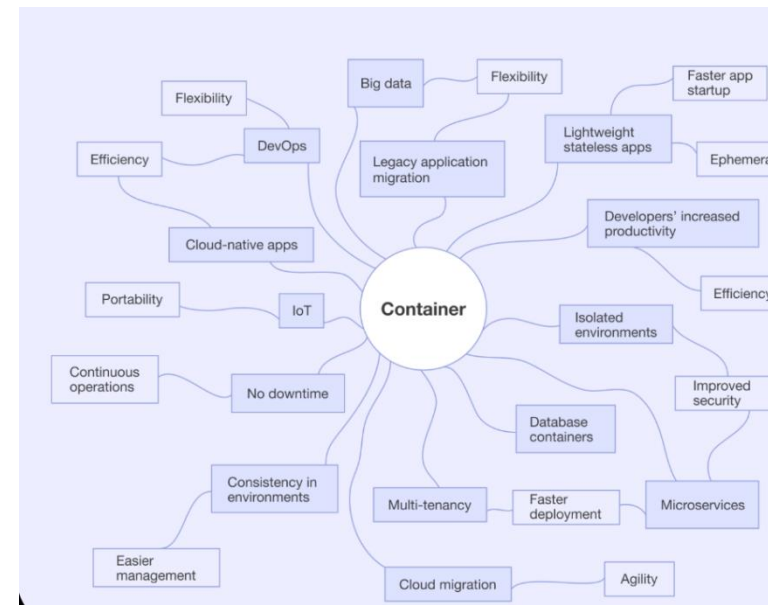 Big data
Flexibility
Faster app
startup
Flexibility
DevOps
Lightweight
stateless apps
Efficiency
Legacy application
migration
Ephemera
Developers' increased
productivity
Cloud-native apps
Portability
IoT
Container
Efficiency
Isolated
environments
Continuous
operations
No downtime
Improved
security
Database
containers
Consistency in
environments
Multi-tenancy
Faster
deployment
Microservices
Easier
management
Cloud migration
Agility